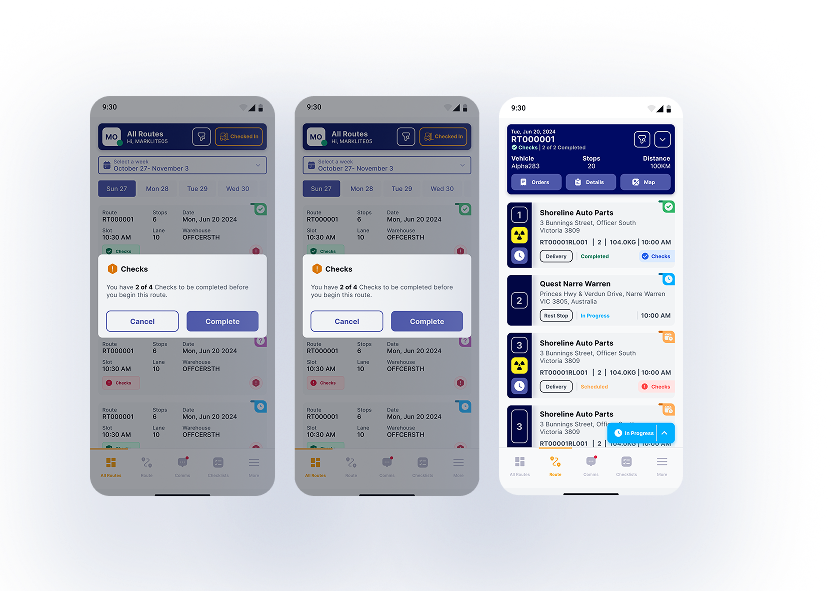 9:30
MO
All Routes
Hi, MARKLITE05
Checked In
Select a week
October 27- November 3
Sun 27
Mon 28
Tue 29
Wed 30
Route
Stops
Date
RT000001
6
Mon, Jun 20 2024
Slot
Lane
Warehouse
10:30 AM
10
OFFCERSTH
Checks
Checks
You have 2 of 4 Checks to be completed before
you begin this route.
Cancel
Complete
RT000001
6
Mon, Jun 20 2024
Slot
Lane
Warehouse
10:30 AM
10
OFFCERSTH
Checks
Route
Stops
Date
RT000001
6
Mon, Jun 20 2024
Slot
Lane
Warehouse
10:30 AM
10
OFFCERSTH
Checks
All Routes
Route
Comms
Checklists
More
9:30
MO
All Routes
Hi, MARKLITE05
Checked In
Select a week
October 27- November 3
Sun 27
Mon 28
Tue 29
Wed 30
Route
Stops
Date
RT000001
6
Mon, Jun 20 2024
Slot
Lane
Warehouse
10:30 AM
10
OFFCERSTH
Checks
Checks
You have 2 of 4 Checks to be completed before
you begin this route.
Cancel
Complete
RT000001
6
Mon, Jun 20 2024
Slot
Lane
Warehouse
10:30 AM
10
OFFCERSTH
Checks
Route
Stops
Date
RT000001
6
Mon, Jun 20 2024
Slot
Lane
Warehouse
10:30 AM
10
OFFCERSTH
Checks
All Routes
Route
Comms
Checklists
More
9:30
Tue, Jun 20, 2024
RT000001
Checks | 2 of 2 Completed
Vehicle
Stops
Distance
Alpha283
20
100KM
Orders
Details
Map
1
Shoreline Auto Parts
3 Bunnings Street, Officer South
Victoria 3809
RT00001RL001 | 2 | 104.0KG | 10:00 AM
Delivery
Completed
Checks
2
Quest Narre Warren
Princes Hwy & Verdun Drive, Narre Warren
VIC 3805, Australia
Rest Stop
In Progress
10:00 AM
3
Shoreline Auto Parts
3 Bunnings Street, Officer South
Victoria 3809
RT00001RL001 | 2 | 104.0KG | 10:00 AM
Delivery
Scheduled
Checks
3
Shoreline Auto Parts
3 Bunnings Street, Officer South
Victoria 3809
In Progress
RT00001RL001 | 2 | 104.0KG | 10:00 AM
All Routes
Route
Comms
Checklists
More